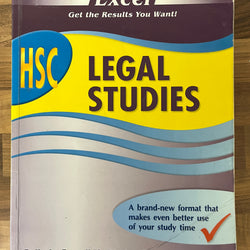 Excel
Get the Results You Want!
HSC
LEGAL
STUDIES
A brand-new format that
makes even better use
of your study time